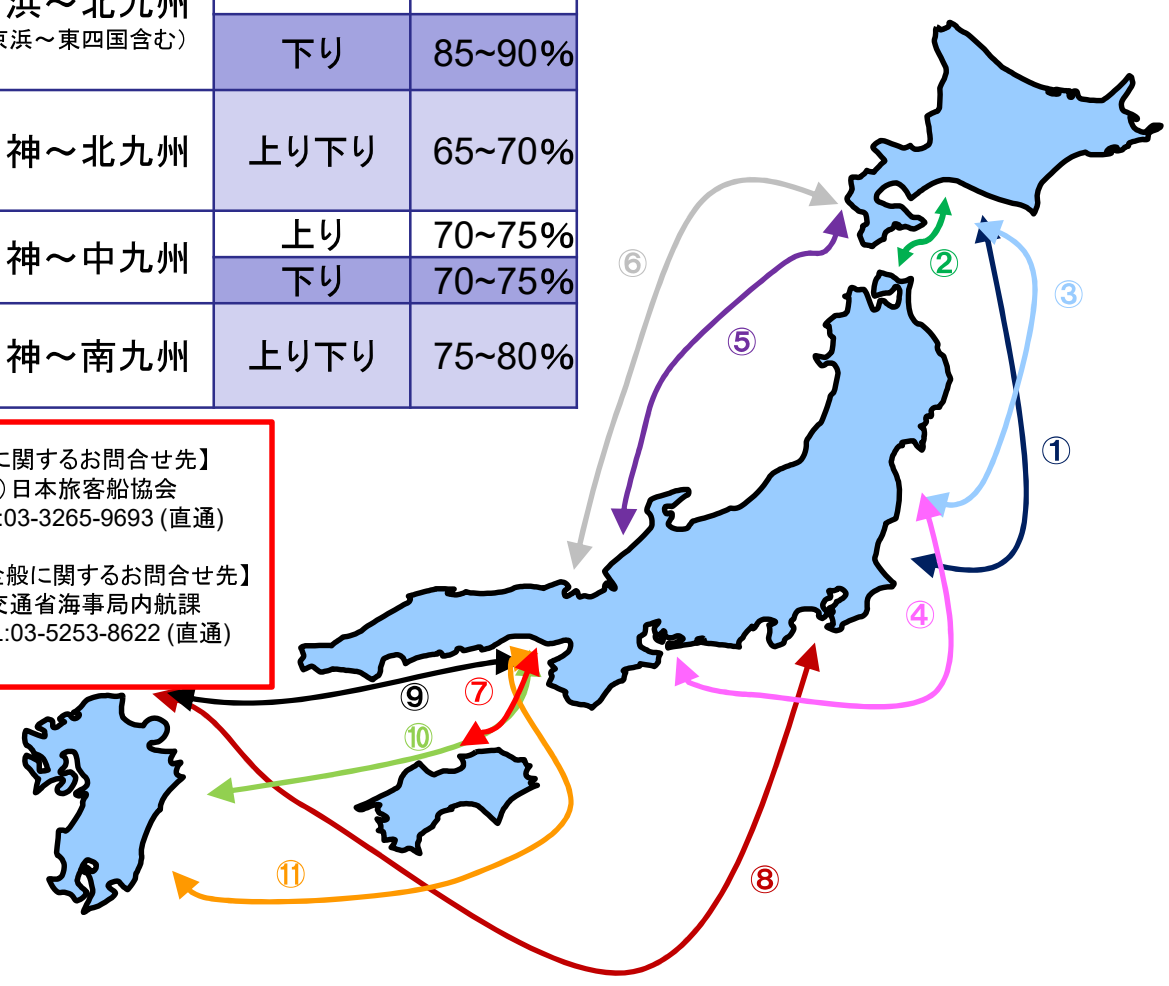 浜～北九州
京浜～東四国含む）
下り
85~90%
神～北九州
上り下り
65~70%
神～中九州
上り
70~75%
下り
70~75%
神～南九州
上り下り
75~80%
に関するお問合せ先】
）日本旅客船協会
:03-3265-9693 (直通)
全般に関するお問合せ先】
交通省海事局内航課
L:03-5253-8622 (直通)
⑥
②
③
⑤
①
④
⑨
⑦
⑩
⑪
⑧